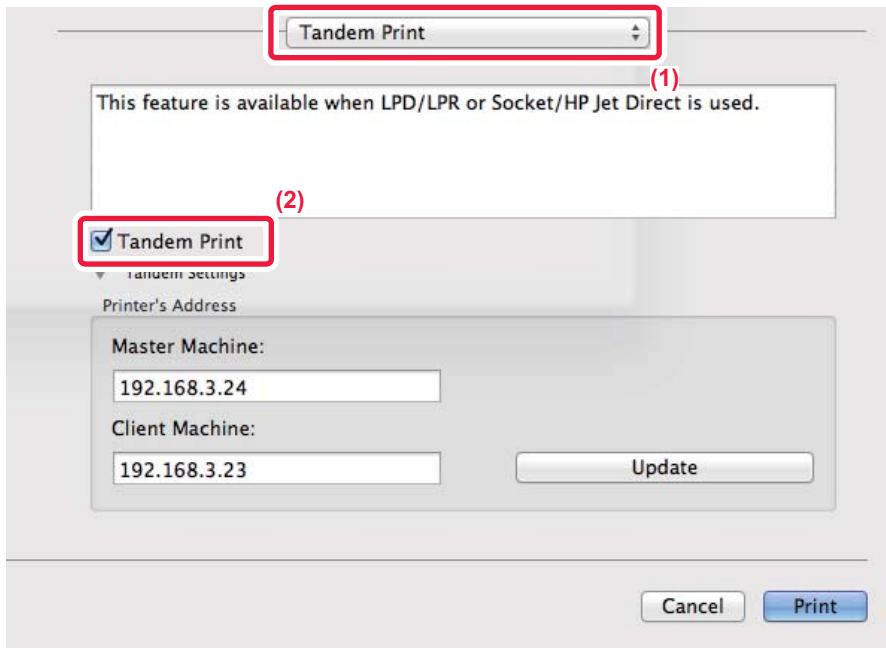 Tandem Print
(1)
This feature is available when LPD/LPR or Socket/HP Jet Direct is used.
(2)
Tandem Print
Tandem Settings
Printer's Address
Master Machine:
192.168.3.24
Client Machine:
192.168.3.23
Update
Cancel
Print